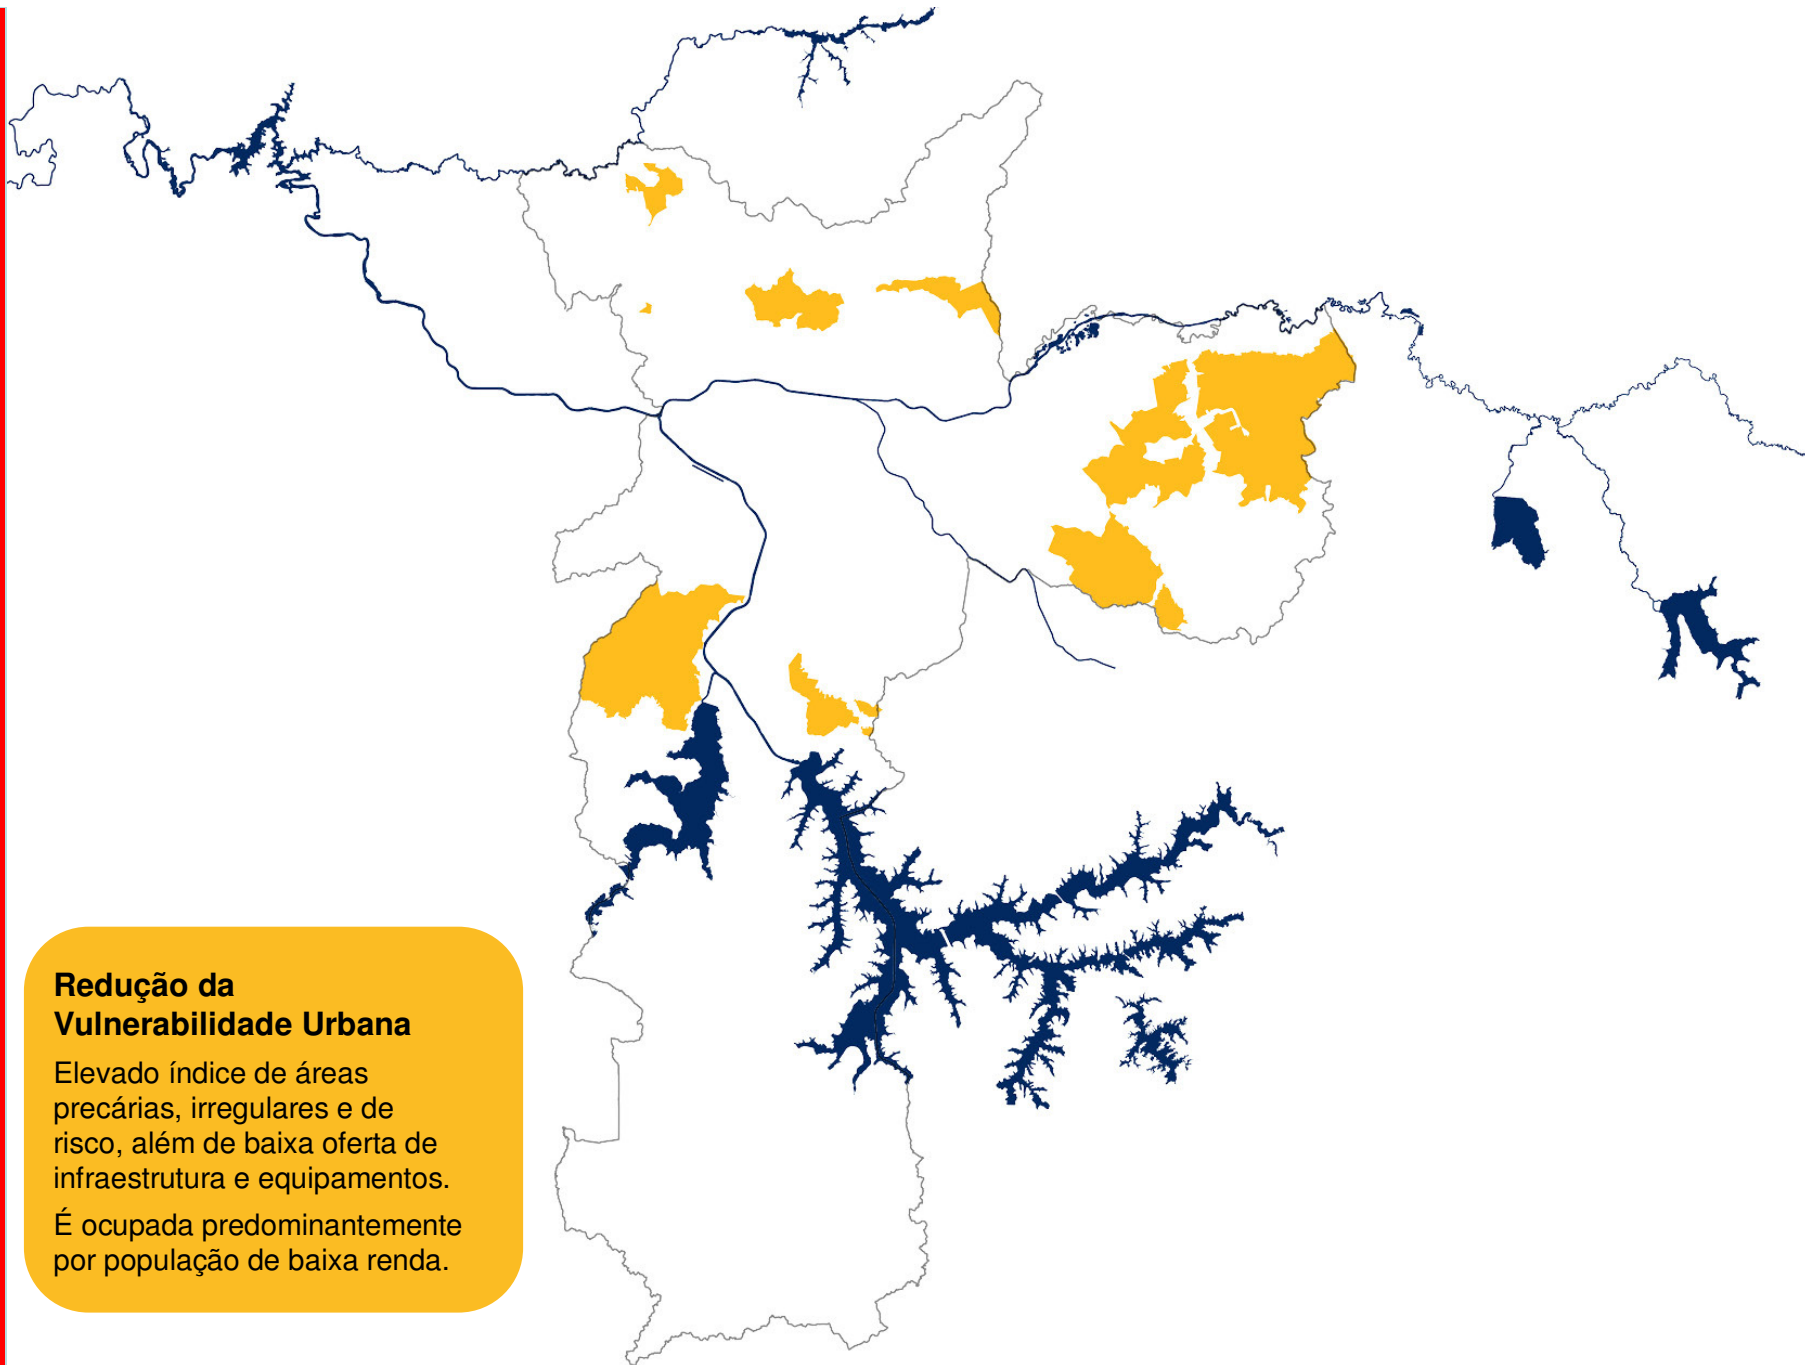 Redução da
Vulnerabilidade Urbana
Elevado índice de áreas
precárias, irregulares e de
risco, além de baixa oferta de
infraestrutura e equipamentos.
É ocupada predominantemente
por população de baixa renda.